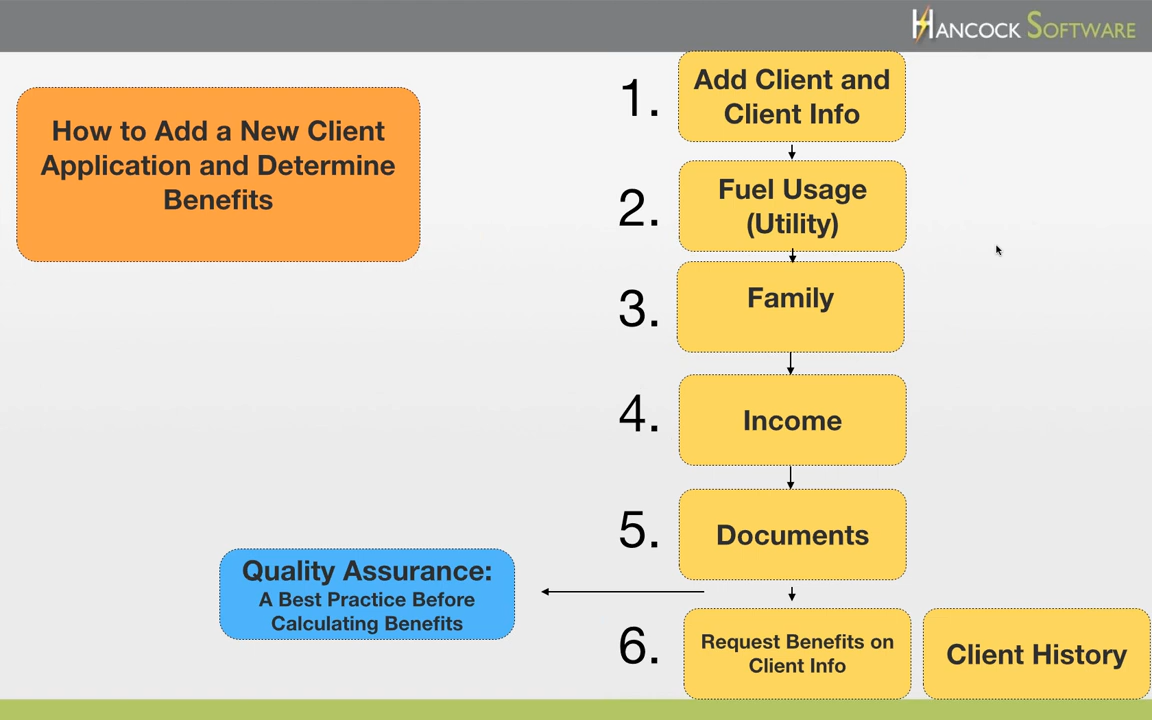 HANCOCK SOFTWARE
How to Add a New Client
Application and Determine
Benefits
1.
Add Client and
Client Info
2.
Fuel Usage
(Utility)
3.
Family
4.
Income
5.
Documents
Quality Assurance:
A Best Practice Before
Calculating Benefits
6.
Request Benefits on
Client Info
Client History